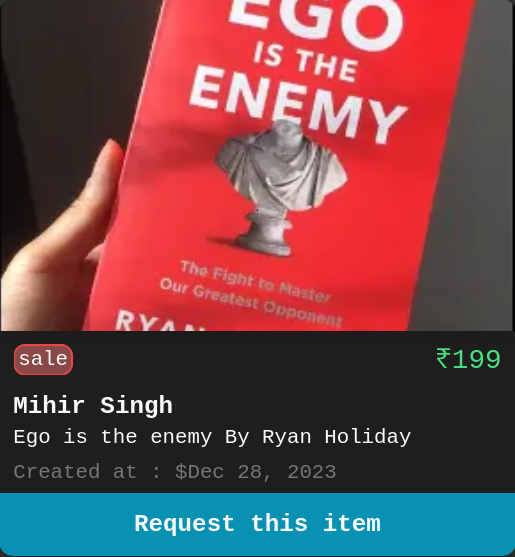 EGO
IS THE
ENEMY
The Fight to Master
Our Greatest Opponent
RYAN
sale
₹199
Mihir Singh
Ego is the enemy By Ryan Holiday
Created at : $Dec 28, 2023
Request this item